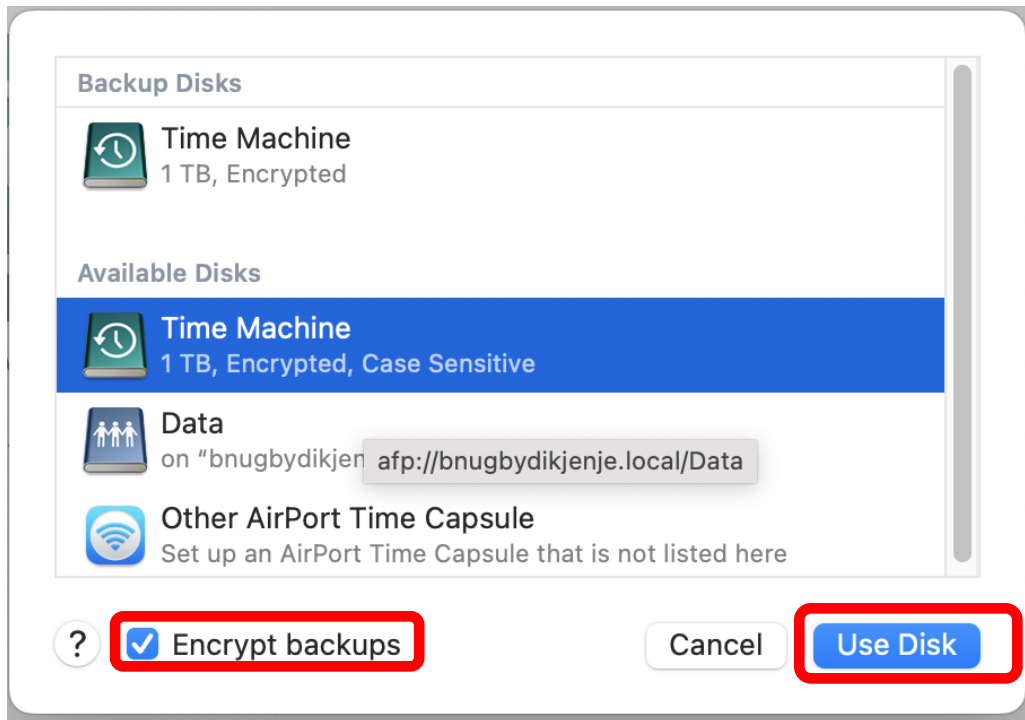 Backup Disks
Time Machine
1 TB, Encrypted
Available Disks
Time Machine
1 TB, Encrypted, Case Sensitive
Data
on “bnugbydikjen
afp://bnugbydikjenje.local/Data
Other AirPort Time Capsule
Set up an AirPort Time Capsule that is not listed here
? Encrypt backups Cancel Use Disk